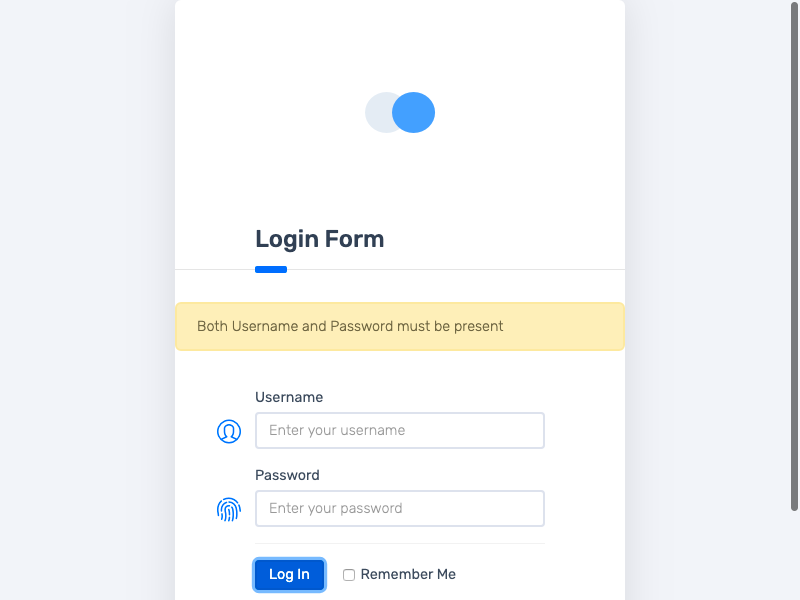 Login Form
Both Username and Password must be present
Username
Enter your username
Password
Enter your password
Log In
Remember Me